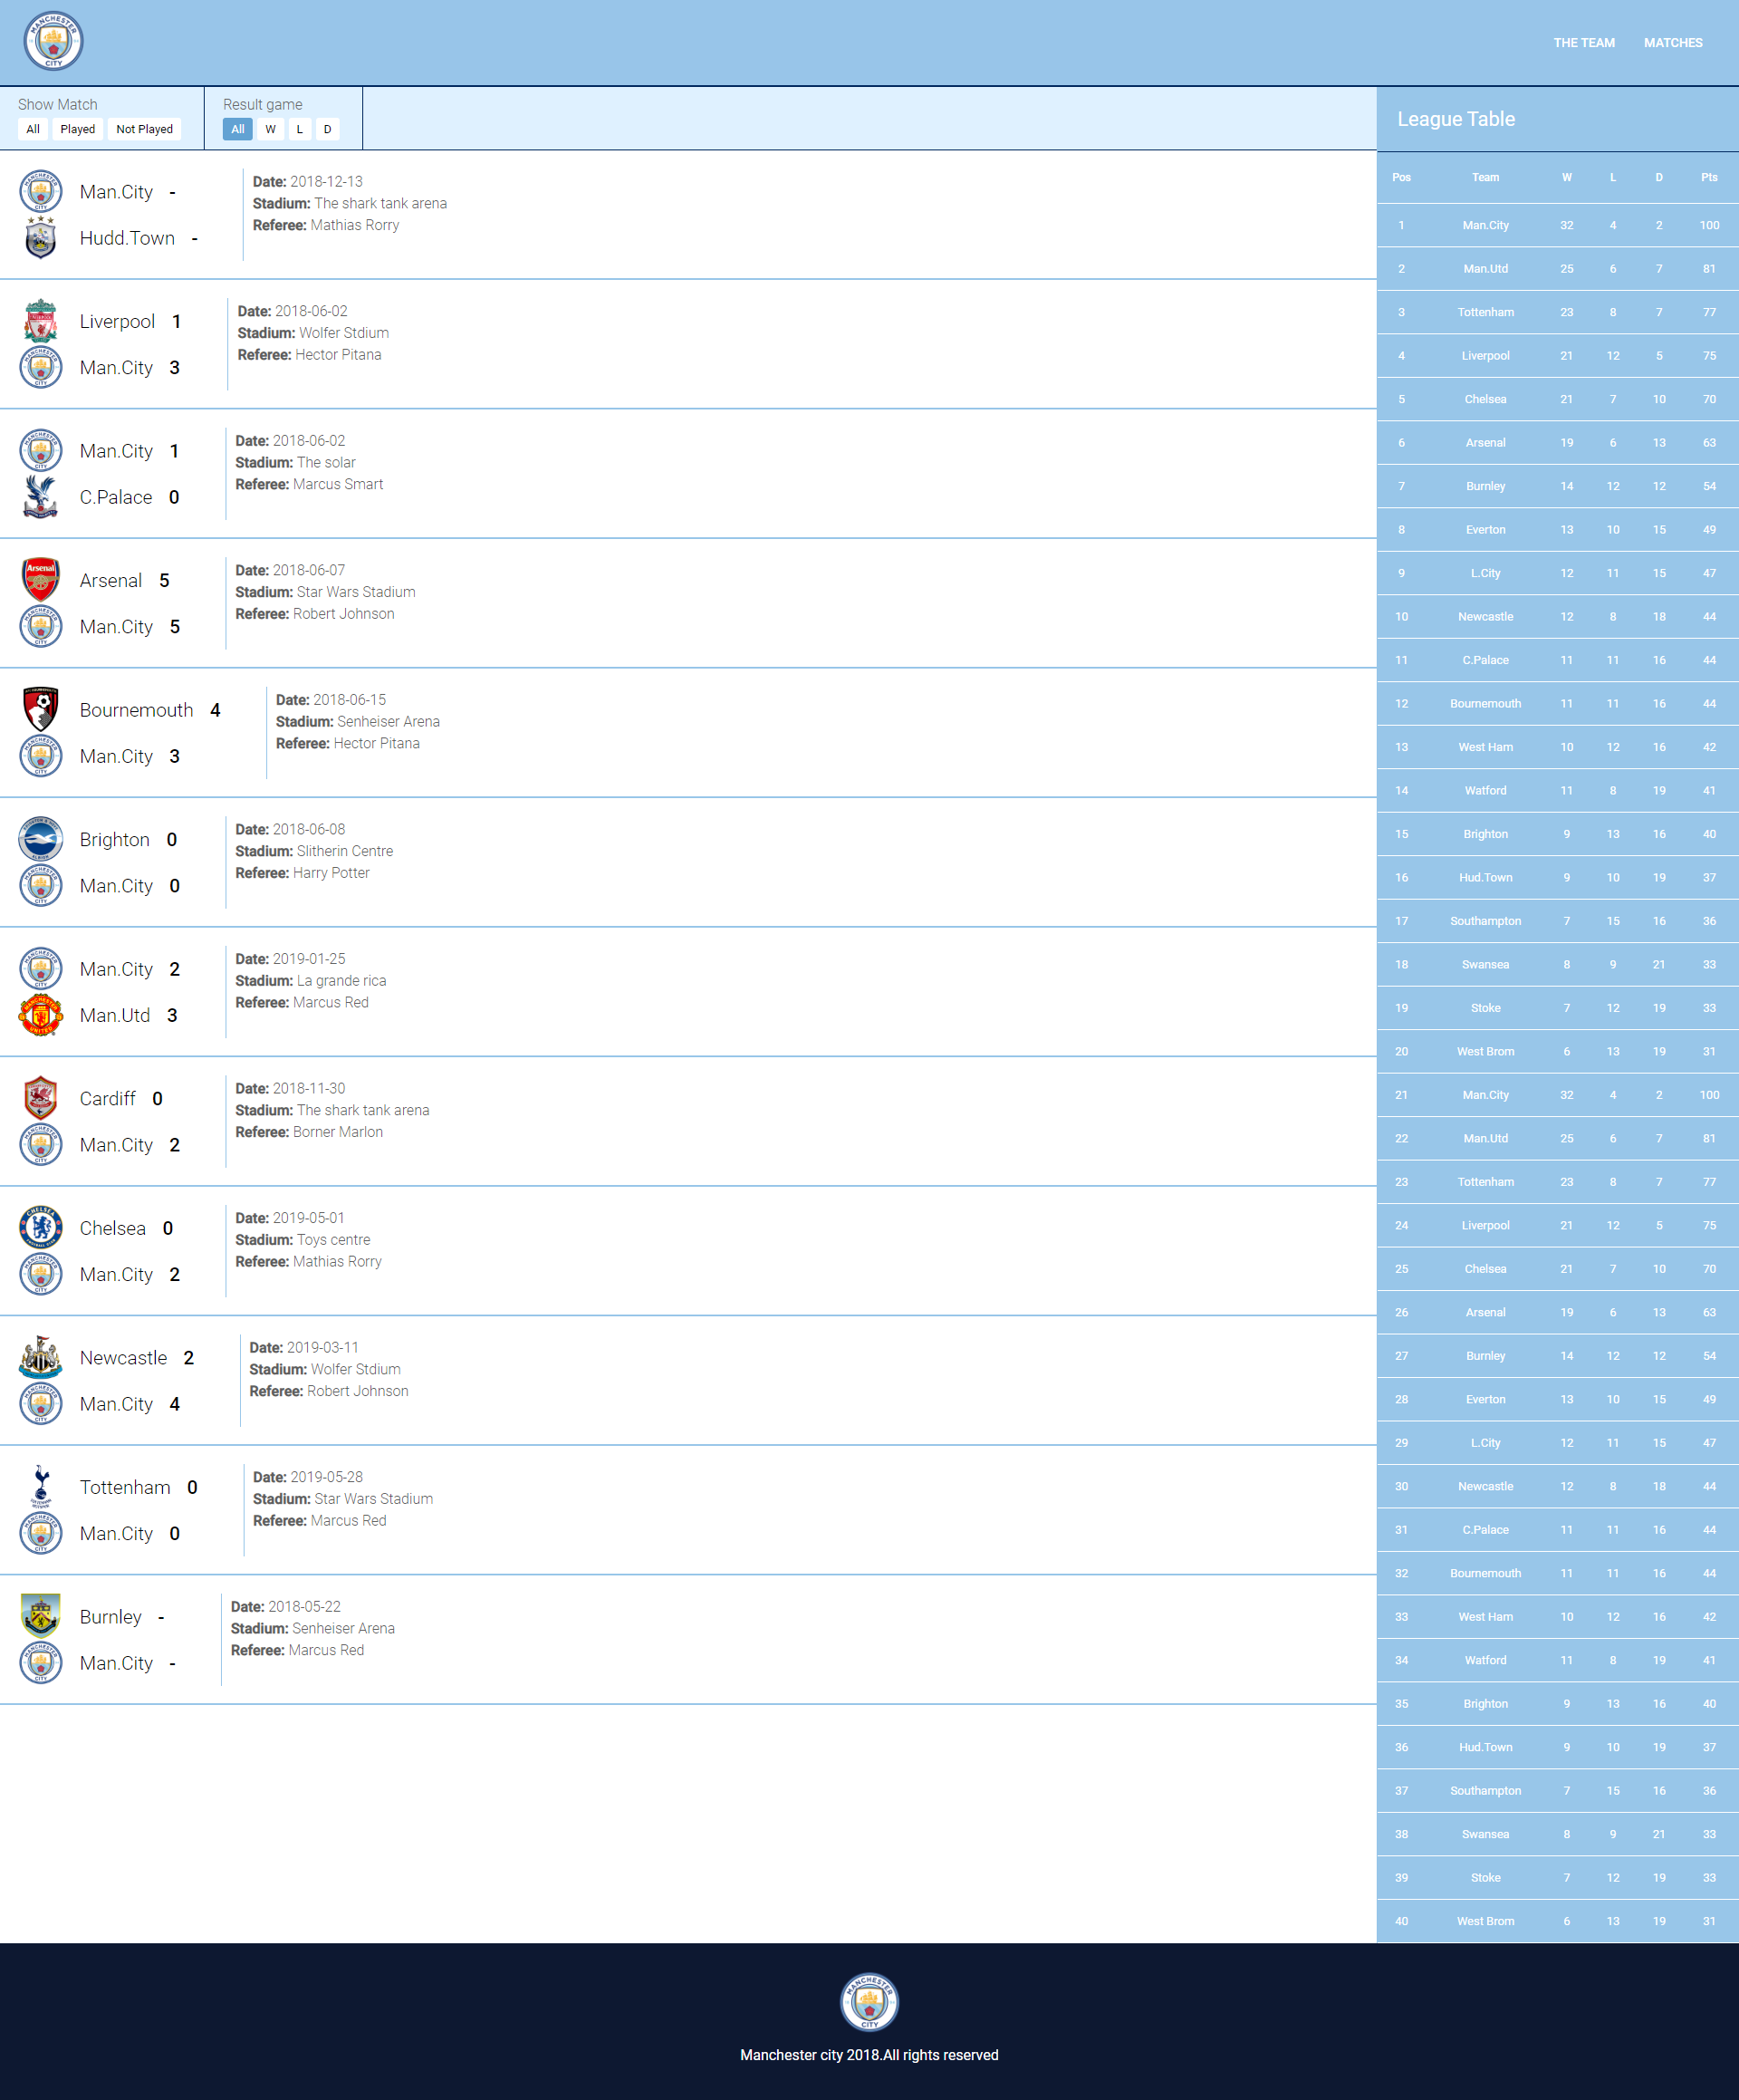 MANCHESTER
CITY
THE TEAM MATCHES
Show Match
All Played Not Played
Result game
All W L D
Man.City -
Hudd.Town -
Date: 2018-12-13
Stadium: The shark tank arena
Referee: Mathias Rorry
Liverpool 1
Man.City 3
Date: 2018-06-02
Stadium: Wolfer Stdium
Referee: Hector Pitana
Man.City 1
C.Palace 0
Date: 2018-06-02
Stadium: The solar
Referee: Marcus Smart
Arsenal
Arsenal 5
Man.City 5
Date: 2018-06-07
Stadium: Star Wars Stadium
Referee: Robert Johnson
Bournemouth 4
Man.City 3
Date: 2018-06-15
Stadium: Senheiser Arena
Referee: Hector Pitana
Brighton 0
Man.City 0
Date: 2018-06-08
Stadium: Slitherin Centre
Referee: Harry Potter
Man.City 2
Man.Utd 3
Date: 2019-01-25
Stadium: La grande rica
Referee: Marcus Red
Cardiff 0
Man.City 2
Date: 2018-11-30
Stadium: The shark tank arena
Referee: Borner Marlon
Chelsea 0
Man.City 2
Date: 2019-05-01
Stadium: Toys centre
Referee: Mathias Rorry
Newcastle 2
Man.City 4
Date: 2019-03-11
Stadium: Wolfer Stdium
Referee: Robert Johnson
Tottenham 0
Man.City 0
Date: 2019-05-28
Stadium: Star Wars Stadium
Referee: Marcus Red
Burnley -
Man.City -
Date: 2018-05-22
Stadium: Senheiser Arena
Referee: Marcus Red
League Table
Pos Team W L D Pts
1 Man.City 32 4 2 100
2 Man.Utd 25 6 7 81
3 Tottenham 23 8 7 77
4 Liverpool 21 12 5 75
5 Chelsea 21 7 10 70
6 Arsenal 19 6 13 63
7 Burnley 14 12 12 54
8 Everton 13 10 15 49
9 L.City 12 11 15 47
10 Newcastle 12 8 18 44
11 C.Palace 11 11 16 44
12 Bournemouth 11 11 16 44
13 West Ham 10 12 16 42
14 Watford 11 8 19 41
15 Brighton 9 13 16 40
16 Hud.Town 9 10 19 37
17 Southampton 7 15 16 36
18 Swansea 8 9 21 33
19 Stoke 7 12 19 33
20 West Brom 6 13 19 31
21 Man.City 32 4 2 100
22 Man.Utd 25 6 7 81
23 Tottenham 23 8 7 77
24 Liverpool 21 12 5 75
25 Chelsea 21 7 10 70
26 Arsenal 19 6 13 63
27 Burnley 14 12 12 54
28 Everton 13 10 15 49
29 L.City 12 11 15 47
30 Newcastle 12 8 18 44
31 C.Palace 11 11 16 44
32 Bournemouth 11 11 16 44
33 West Ham 10 12 16 42
34 Watford 11 8 19 41
35 Brighton 9 13 16 40
36 Hud.Town 9 10 19 37
37 Southampton 7 15 16 36
38 Swansea 8 9 21 33
39 Stoke 7 12 19 33
40 West Brom 6 13 19 31
MANCHESTER
CITY
Manchester city 2018.All rights reserved